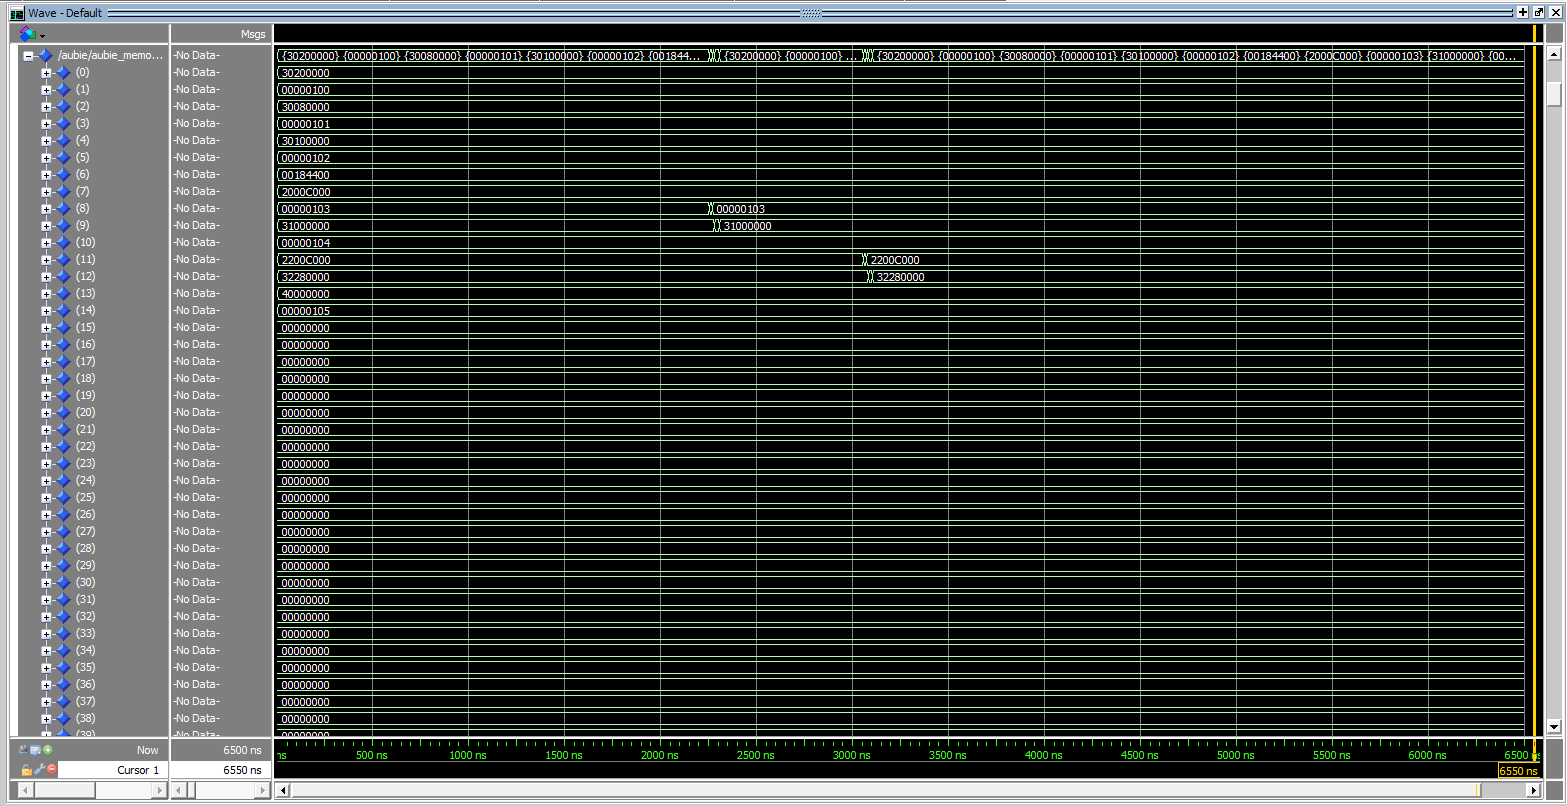 Wave - Default
Msgs
/aubie/aubie_memo... -No Data- {30200000} {00000100} {30080000} {00000101} {30100000} {00000102} {001844... {30200000} {00000100} ... {30200000} {00000100} {30080000} {00000101} {30100000} {00000102} {00184400} {2000C000} {00000103} {31000000} {00...
(0) -No Data- 30200000
(1) -No Data- 00000100
(2) -No Data- 30080000
(3) -No Data- 00000101
(4) -No Data- 30100000
(5) -No Data- 00000102
(6) -No Data- 00184400
(7) -No Data- 2000C000
(8) -No Data- 00000103 00000103
(9) -No Data- 31000000 31000000
(10) -No Data- 00000104
(11) -No Data- 2200C000 2200C000
(12) -No Data- 32280000 32280000
(13) -No Data- 40000000
(14) -No Data- 00000105
(15) -No Data- 00000000
(16) -No Data- 00000000
(17) -No Data- 00000000
(18) -No Data- 00000000
(19) -No Data- 00000000
(20) -No Data- 00000000
(21) -No Data- 00000000
(22) -No Data- 00000000
(23) -No Data- 00000000
(24) -No Data- 00000000
(25) -No Data- 00000000
(26) -No Data- 00000000
(27) -No Data- 00000000
(28) -No Data- 00000000
(29) -No Data- 00000000
(30) -No Data- 00000000
(31) -No Data- 00000000
(32) -No Data- 00000000
(33) -No Data- 00000000
(34) -No Data- 00000000
(35) -No Data- 00000000
(36) -No Data- 00000000
(37) -No Data- 00000000
(38) -No Data- 00000000
(39) -No Data- 00000000
Now 6500 ns ns 500 ns 1000 ns 1500 ns 2000 ns 2500 ns 3000 ns 3500 ns 4000 ns 4500 ns 5000 ns 5500 ns 6000 ns 6500 ns
Cursor 1 6550 ns 6550 ns